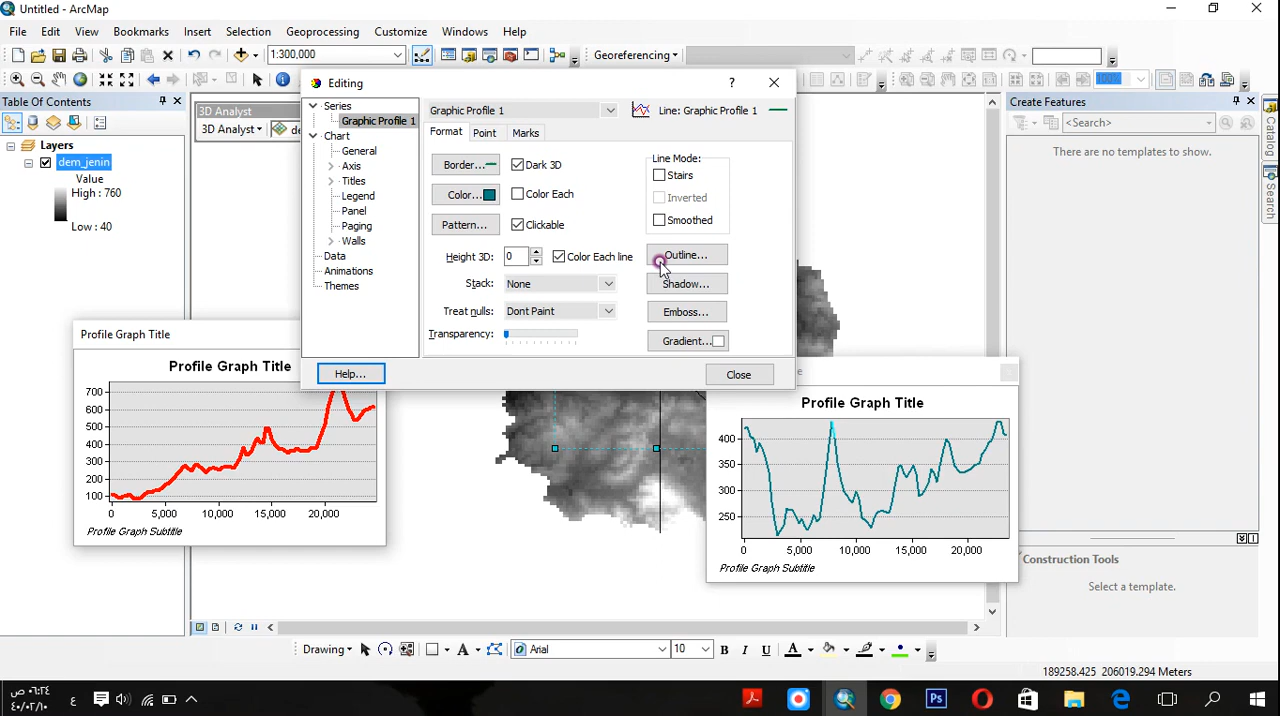 Untitled - ArcMap
File Edit View Bookmarks Insert Selection Geoprocessing Customize Windows Help
1:300,000
Georeferencing
100%
Table Of Contents
Layers
dem_jenin
Value
High : 760
Low : 40
3D Analyst
3D Analyst
Editing
?
Series
Graphic Profile 1
Chart
General
Axis
Titles
Legend
Panel
Paging
Walls
Data
Animations
Themes
Graphic Profile 1
Line: Graphic Profile 1
Format Point Marks
Border...
Dark 3D
Color...
Color Each
Pattern...
Clickable
Height 3D: 0
Color Each line
Stack: None
Treat nulls: Dont Paint
Transparency:
Line Mode:
Stairs
Inverted
Smoothed
Outline...
Shadow...
Emboss...
Gradient...
Help...
Close
Profile Graph Title
Profile Graph Title
700
600
500
400
300
200
100
0 5,000 10,000 15,000 20,000
Profile Graph Subtitle
Profile Graph Title
400
350
300
250
0 5,000 10,000 15,000 20,000
Profile Graph Subtitle
Create Features
<Search>
There are no templates to show.
Construction Tools
Select a template.
Catalog
Search
Drawing
Arial
10
B I U A
189258.425 206019.294 Meters
ع